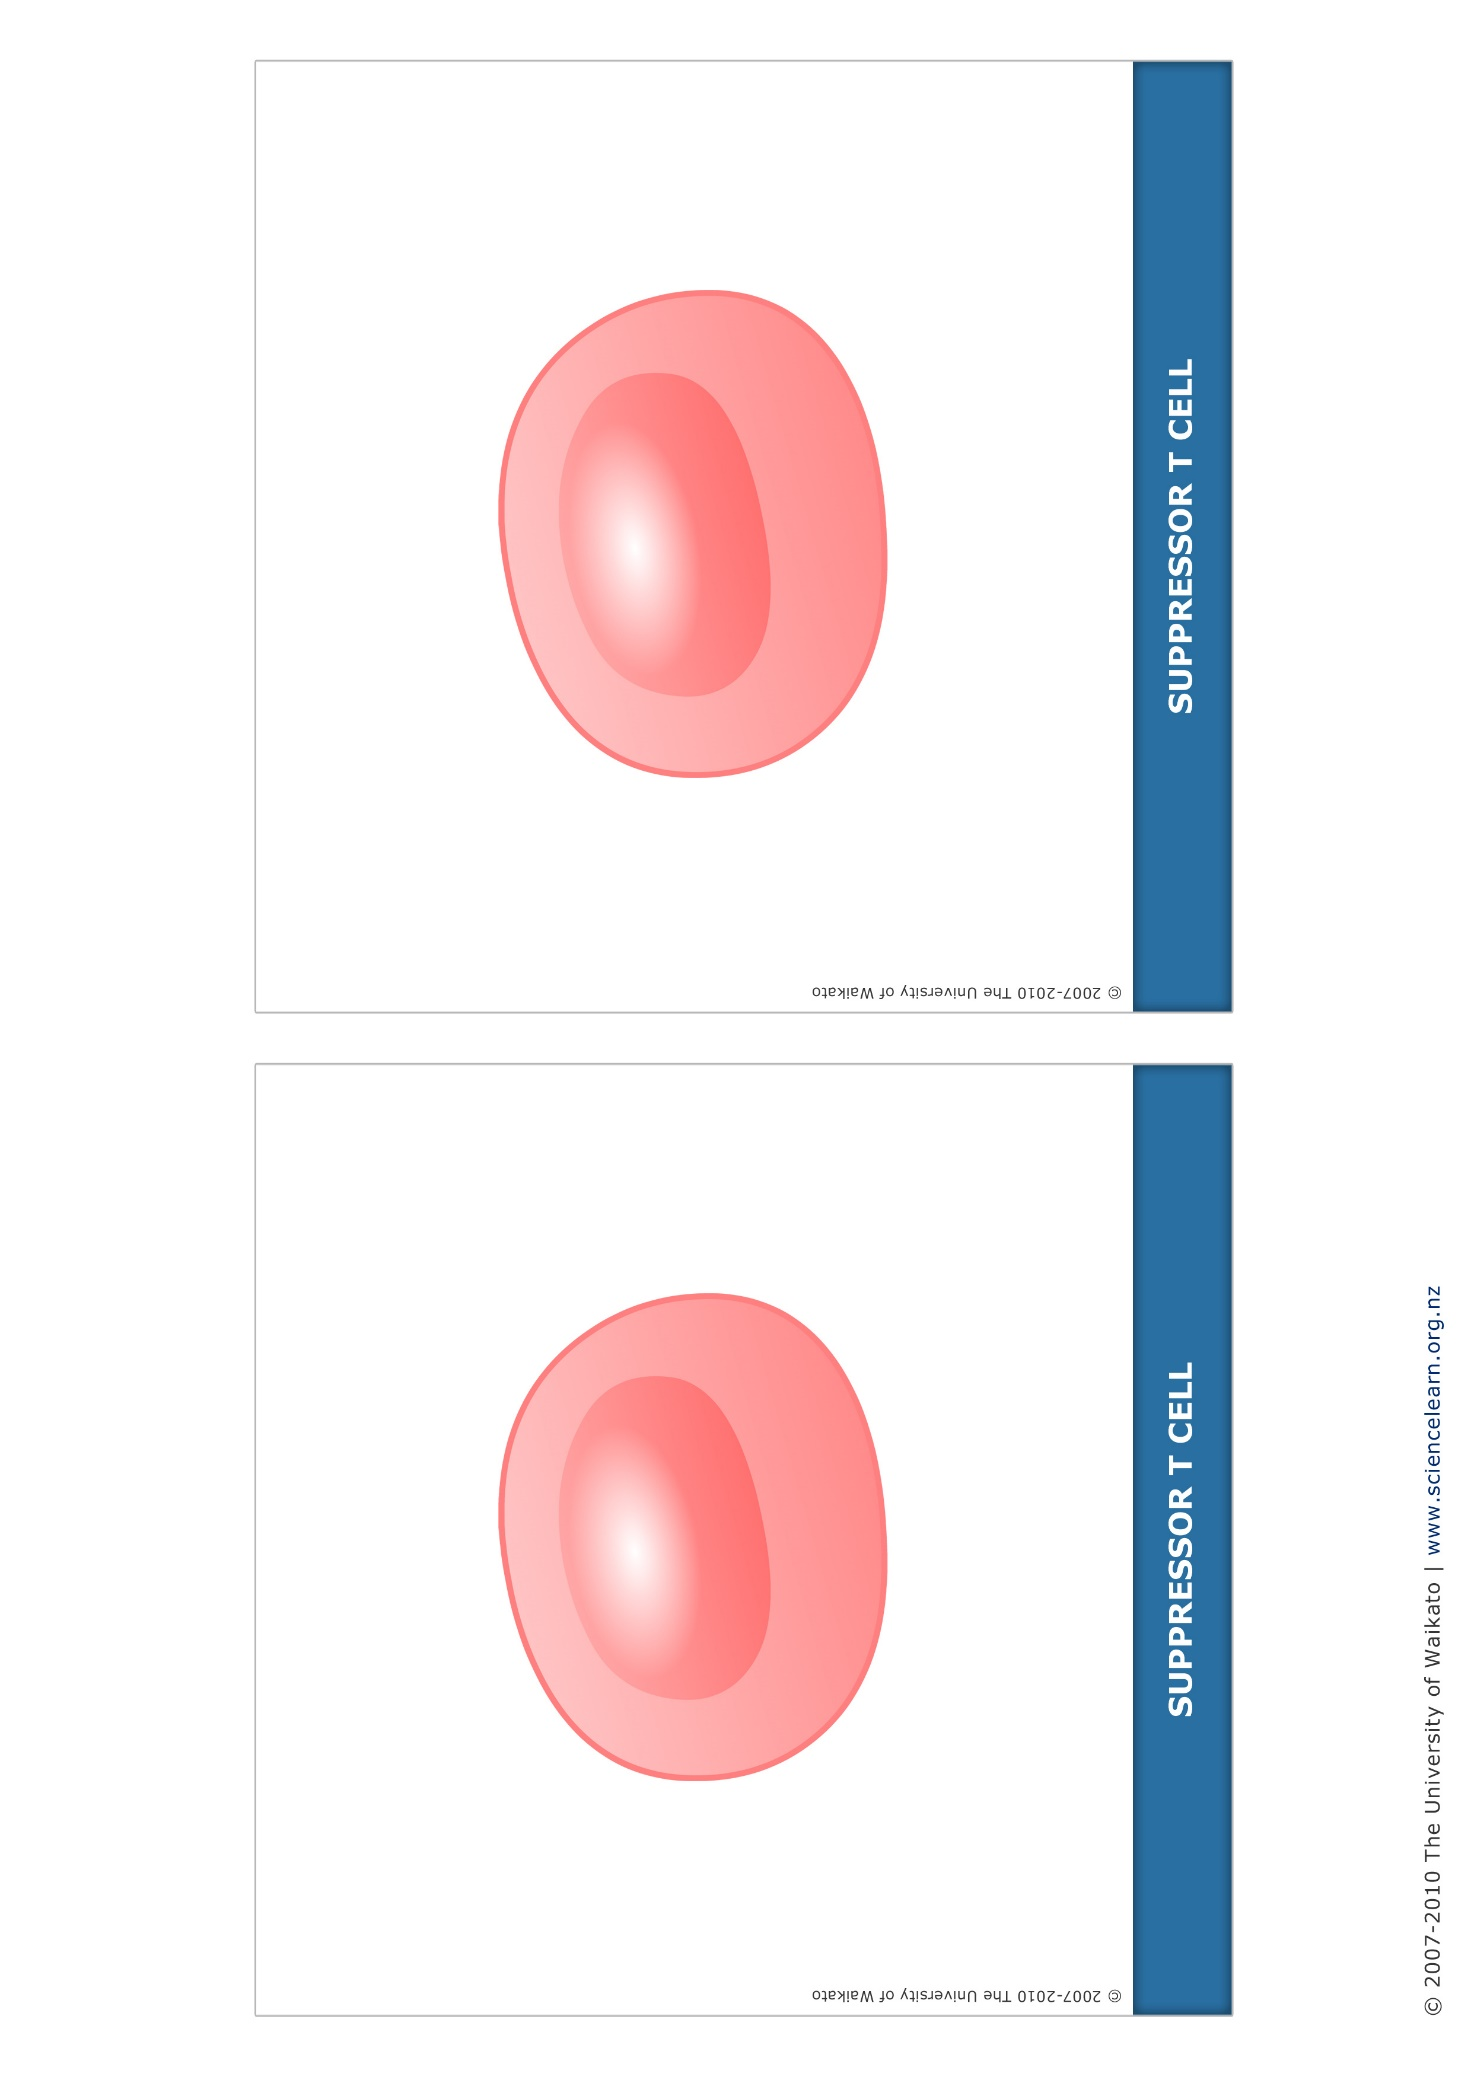 SUPPRESSOR T CELL
© 2007-2010 The University of Waikato
SUPPRESSOR T CELL
© 2007-2010 The University of Waikato
© 2007-2010 The University of Waikato | www.sciencelearn.org.nz